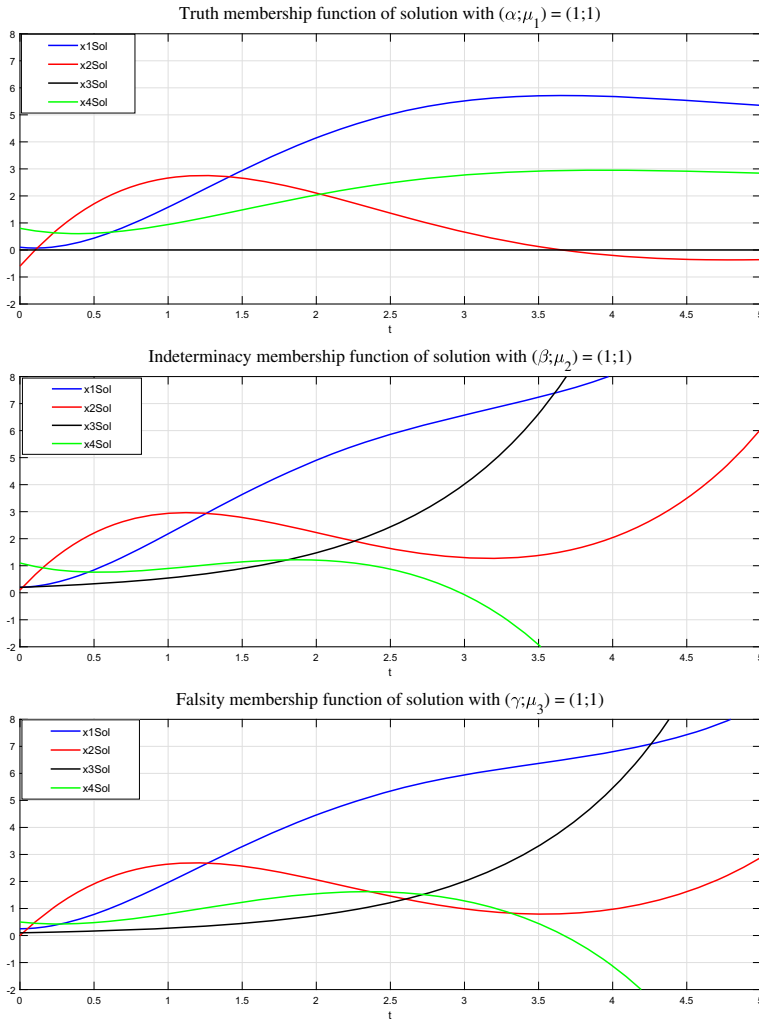 Truth membership function of solution with (α;μ₁) = (1;1)
8
7
6
5
4
3
2
1
0
-1
-2
x1Sol
x2Sol
x3Sol
x4Sol
0 0.5 1 1.5 2 2.5 3 3.5 4 4.5 5
t
Indeterminacy membership function of solution with (β;μ₂) = (1;1)
8
7
6
5
4
3
2
1
0
-1
-2
x1Sol
x2Sol
x3Sol
x4Sol
0 0.5 1 1.5 2 2.5 3 3.5 4 4.5 5
t
Falsity membership function of solution with (γ;μ₃) = (1;1)
8
7
6
5
4
3
2
1
0
-1
-2
x1Sol
x2Sol
x3Sol
x4Sol
0 0.5 1 1.5 2 2.5 3 3.5 4 4.5 5
t